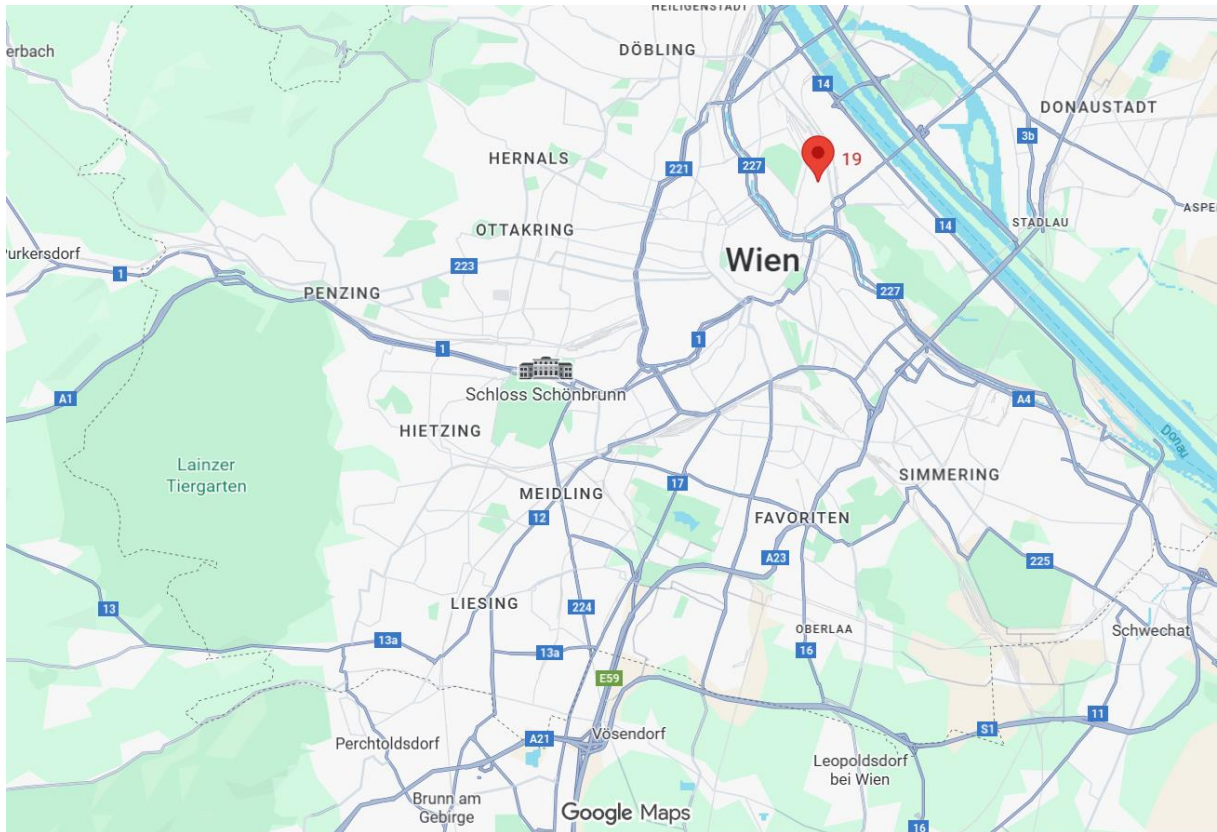 HEILIGENSTADT
erbach
DÖBLING
14
DONAUSTADT
3b
HERNALS
221
227
19
ASPE
OTTAKRING
14
STADLAU
Purkersdorf
1
223
Wien
PENZING
227
1
1
Schloss Schönbrunn
A1
A4
HIETZING
Donau
Lainzer
Tiergarten
SIMMERING
MEIDLING
17
12
FAVORITEN
A23
225
13
LIESING
224
OBERLAA
Schwechat
13a
13a
16
E59
11
A21
Vösendorf
S1
Perchtoldsdorf
Leopoldsdorf
bei Wien
Brunn am
Gebirge
Google Maps
16